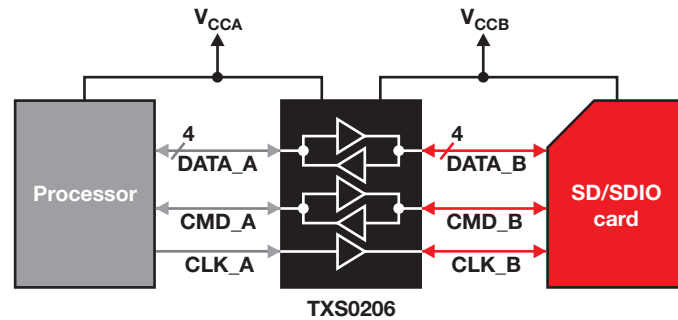 VCCA VCCB
4 4
DATA_A DATA_B
Processor SD/SDIO
card
CMD_A CMD_B
CLK_A CLK_B
TXS0206